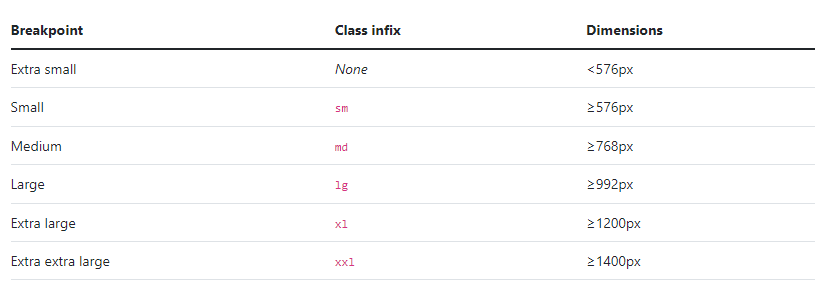 Breakpoint Class infix Dimensions
Extra small None <576px
Small sm ≥576px
Medium md ≥768px
Large lg ≥992px
Extra large xl ≥1200px
Extra extra large xxl ≥1400px